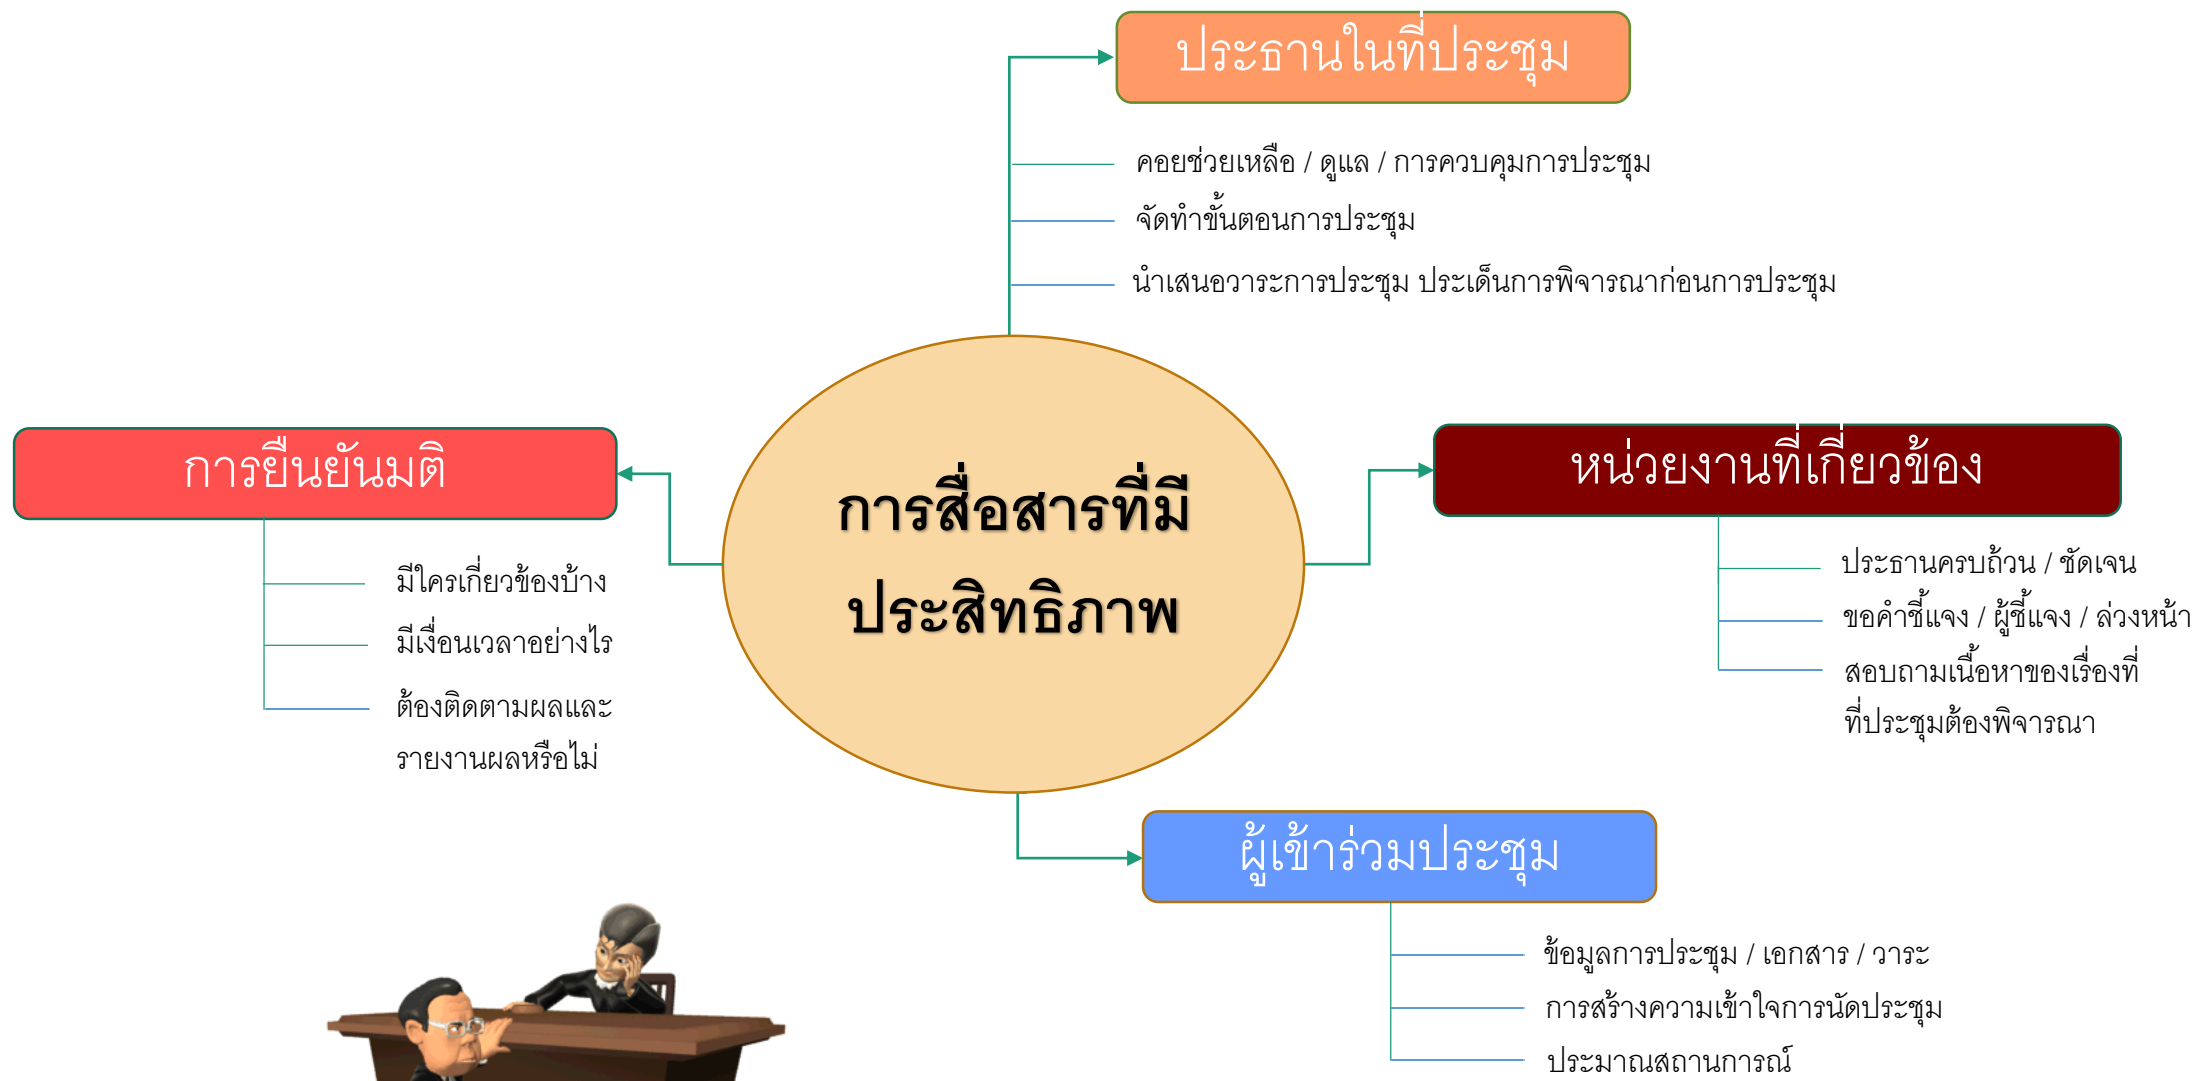 ประธานในที่ประชุม
คอยช่วยเหลือ / ดูแล / การควบคุมการประชุม
จัดทำขั้นตอนการประชุม
นำเสนอวาระการประชุม ประเด็นการพิจารณาก่อนการประชุม
การสื่อสารที่มี
ประสิทธิภาพ
การยืนยันมติ
มีใครเกี่ยวข้องบ้าง
มีเงื่อนเวลาอย่างไร
ต้องติดตามผลและ
รายงานผลหรือไม่
หน่วยงานที่เกี่ยวข้อง
ประธานครบถ้วน / ชัดเจน
ขอคำชี้แจง / ผู้ชี้แจง / ล่วงหน้า
สอบถามเนื้อหาของเรื่องที่
ที่ประชุมต้องพิจารณา
ผู้เข้าร่วมประชุม
ข้อมูลการประชุม / เอกสาร / วาระ
การสร้างความเข้าใจการนัดประชุม
ประมาณสถานการณ์